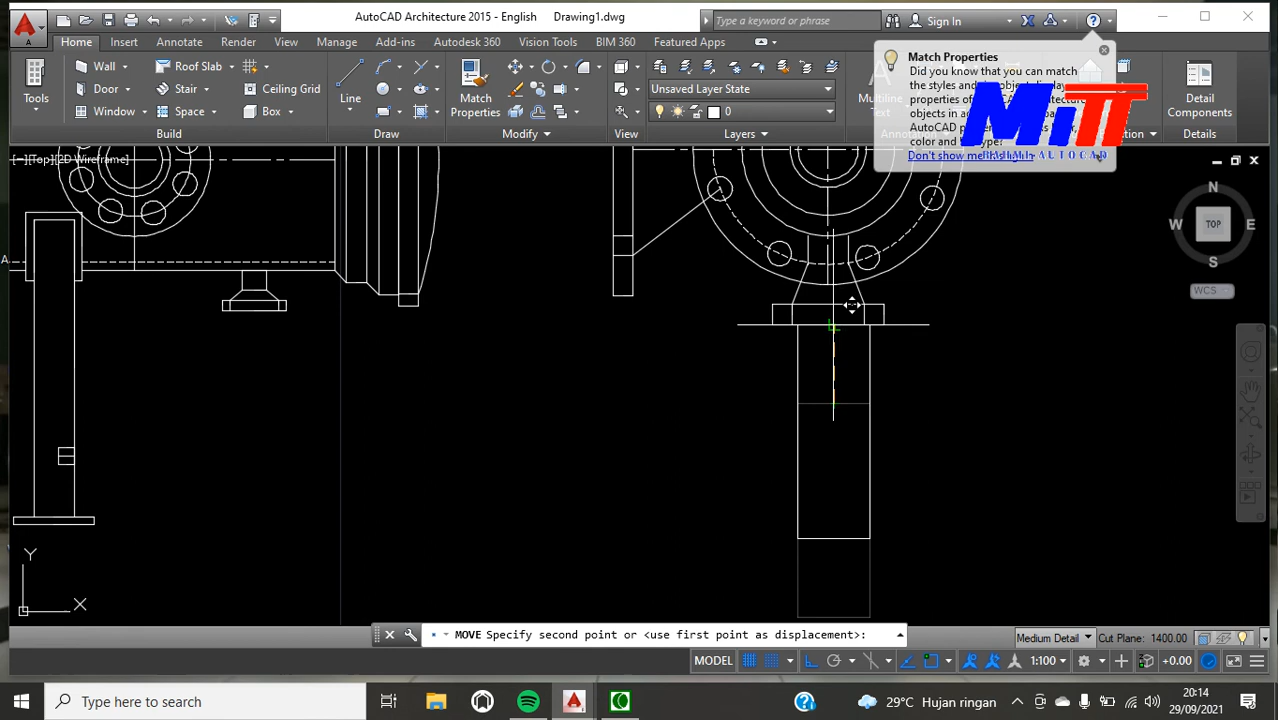 AutoCAD Architecture 2015 - English Drawing1.dwg
Type a keyword or phrase
Sign In
A
Home Insert Annotate Render View Manage Add-ins Autodesk 360 Vision Tools BIM 360 Featured Apps
Tools
Wall
Door
Window
Roof Slab
Stair
Space
Ceiling Grid
Box
Build
Line
Draw
Match
Properties
Modify
View
Unsaved Layer State
0
Layers
Multiline
Text
Annotation
Detail
Components
Details
Match Properties
Did you know that you can match
the styles and
properties of
objects in
AutoCAD
color and
Don't show me this again
MiTT
AUTOCAD
[−][Top][2D Wireframe]
N
W TOP E
S
WCS
A
Y
X
MOVE Specify second point or <use first point as displacement>:
Medium Detail Cut Plane: 1400.00
MODEL 1:100 +0.00
Type here to search
29°C Hujan ringan
20:14
29/09/2021